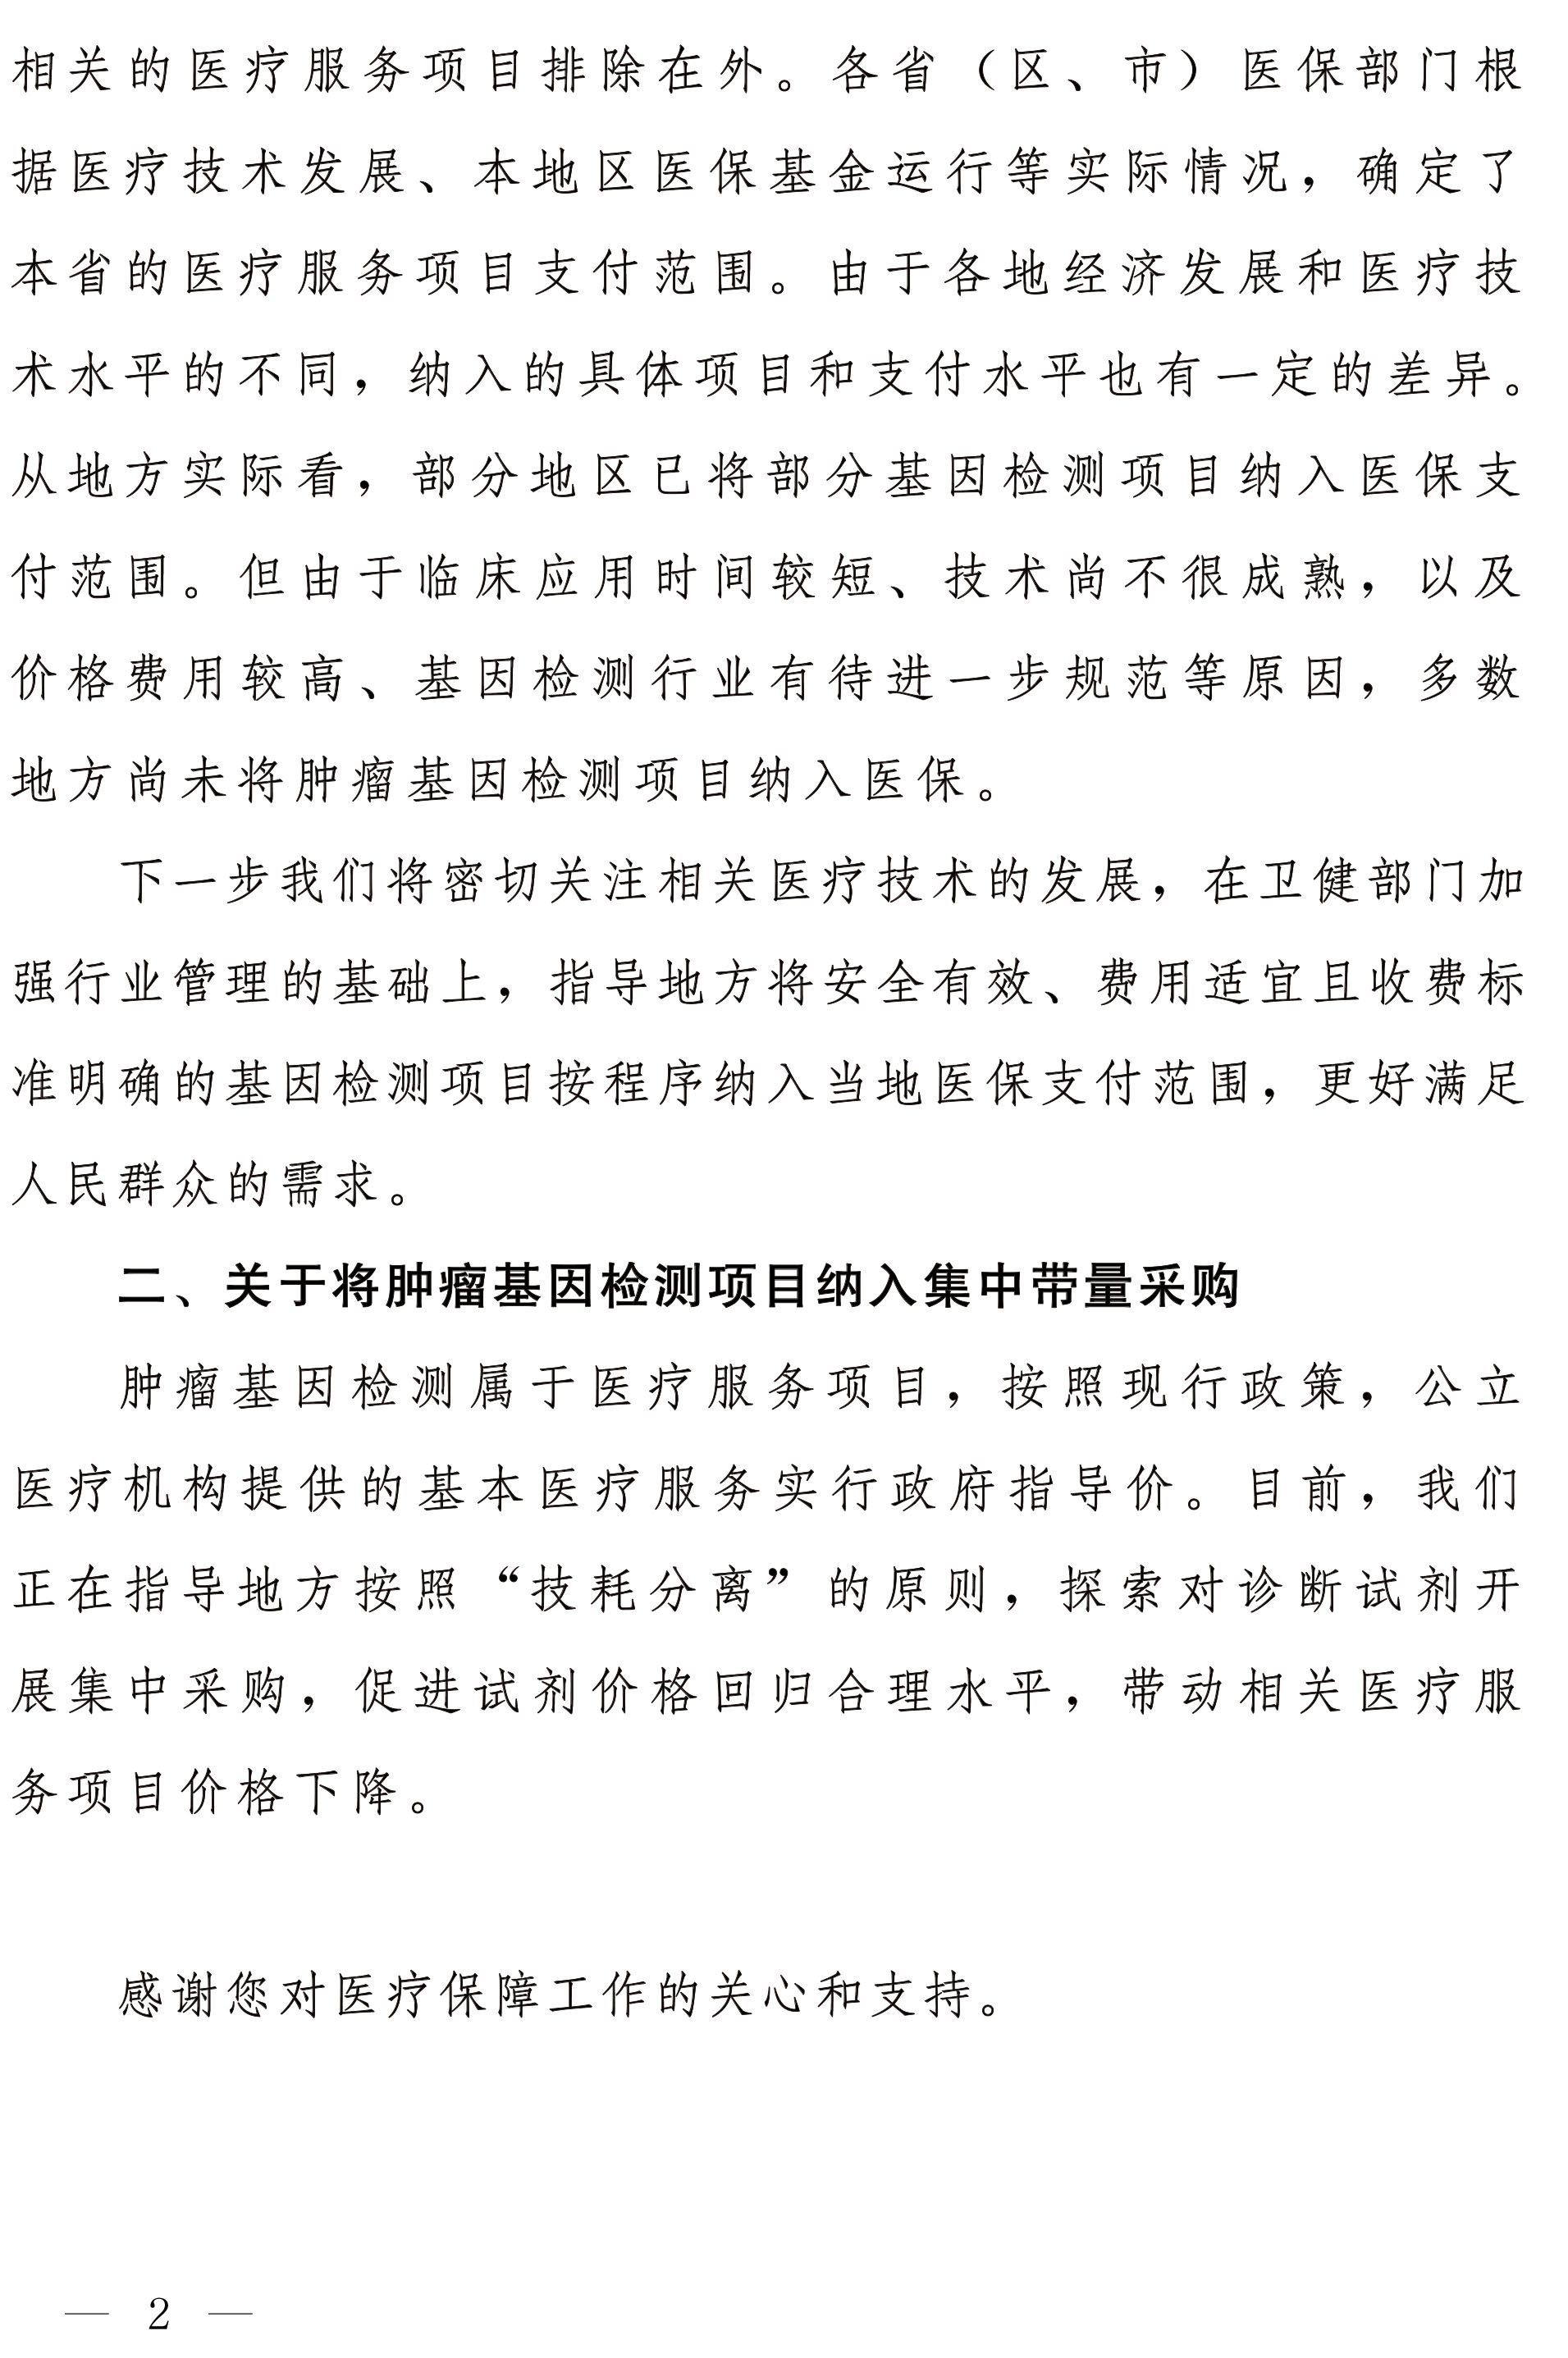 相关的医疗服务项目排除在外。各省（区、市）医保部门根
据医疗技术发展、本地区医保基金运行等实际情况，确定了
本省的医疗服务项目支付范围。由于各地经济发展和医疗技
术水平的不同，纳入的具体项目和支付水平也有一定的差异。
从地方实际看，部分地区已将部分基因检测项目纳入医保支
付范围。但由于临床应用时间较短、技术尚不很成熟，以及
价格费用较高、基因检测行业有待进一步规范等原因，多数
地方尚未将肿瘤基因检测项目纳入医保。
下一步我们将密切关注相关医疗技术的发展，在卫健部门加
强行业管理的基础上，指导地方将安全有效、费用适宜且收费标
准明确的基因检测项目按程序纳入当地医保支付范围，更好满足
人民群众的需求。
二、关于将肿瘤基因检测项目纳入集中带量采购
肿瘤基因检测属于医疗服务项目，按照现行政策，公立
医疗机构提供的基本医疗服务实行政府指导价。目前，我们
正在指导地方按照“技耗分离”的原则，探索对诊断试剂开
展集中采购，促进试剂价格回归合理水平，带动相关医疗服
务项目价格下降。
感谢您对医疗保障工作的关心和支持。
— 2 —